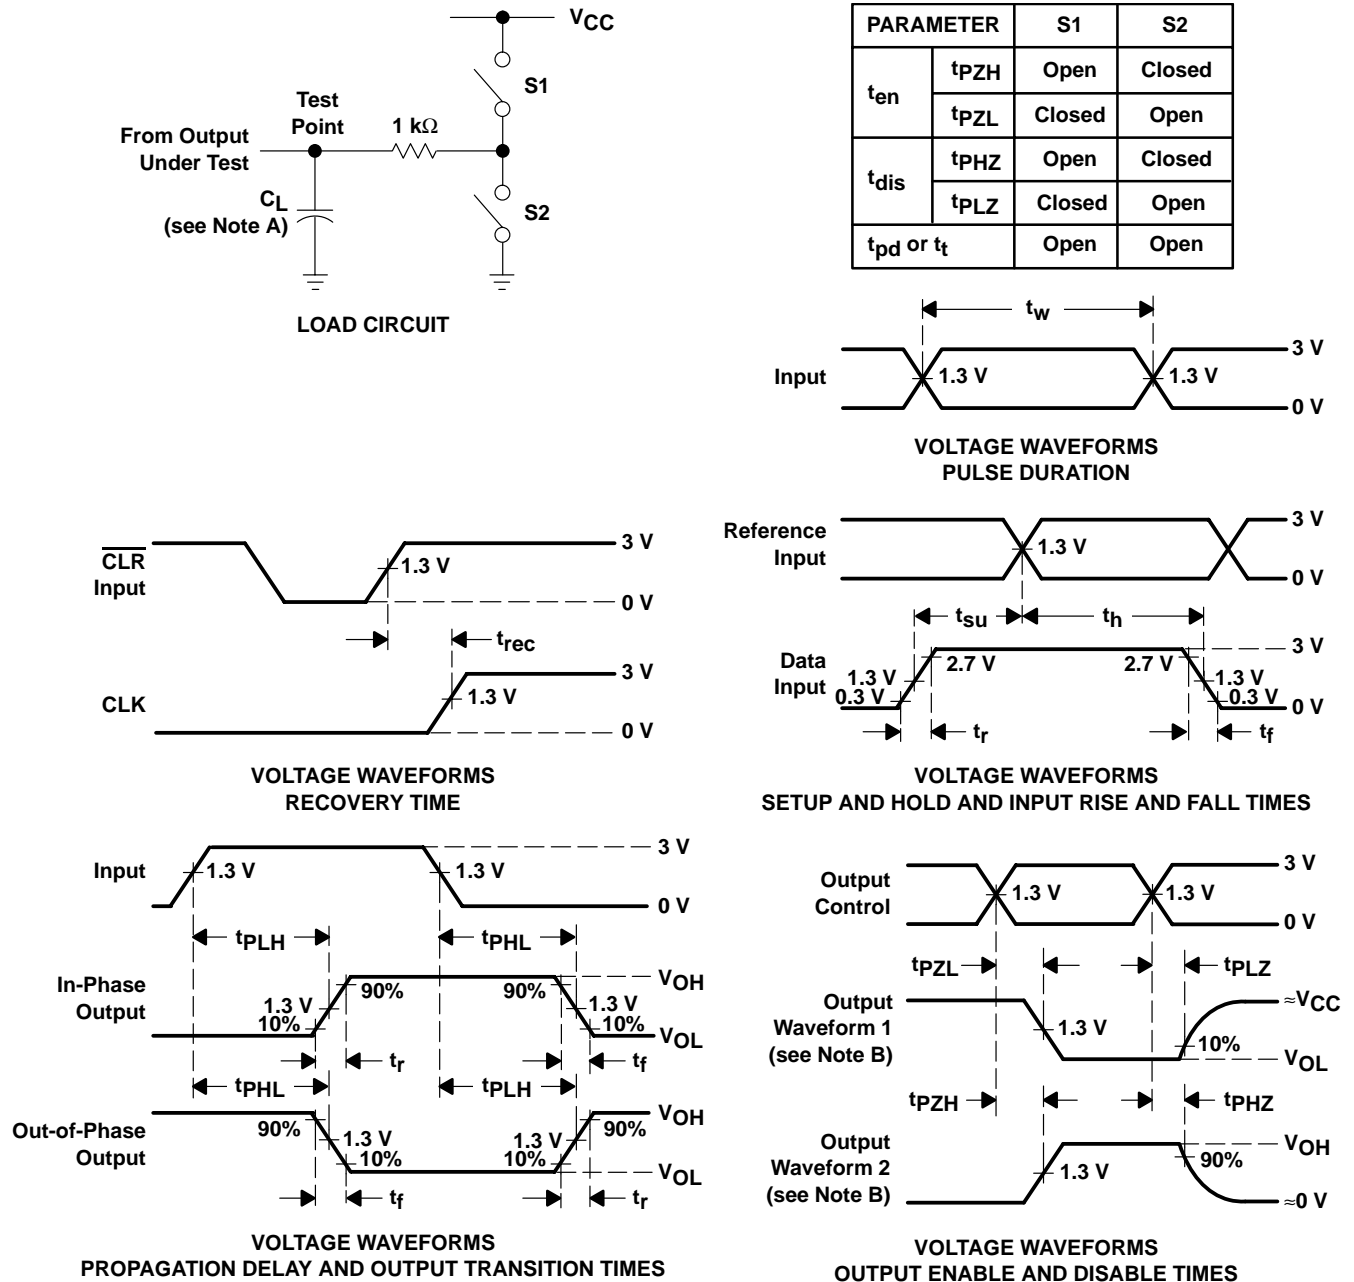 VCC
S1
Test
Point
1 kΩ
From Output
Under Test
CL
(see Note A)
S2
LOAD CIRCUIT
PARAMETER S1 S2
ten
tPZH Open Closed
tPZL Closed Open
tdis
tPHZ Open Closed
tPLZ Closed Open
tpd or tt Open Open
tw
Input
1.3 V 1.3 V
3 V
0 V
VOLTAGE WAVEFORMS
PULSE DURATION
CLR
Input
1.3 V
3 V
0 V
trec
CLK
1.3 V
3 V
0 V
VOLTAGE WAVEFORMS
RECOVERY TIME
Reference
Input
1.3 V
3 V
0 V
tsu th
Data
Input
1.3 V
0.3 V
2.7 V 2.7 V
1.3 V
0.3 V
3 V
0 V
tr tf
VOLTAGE WAVEFORMS
SETUP AND HOLD AND INPUT RISE AND FALL TIMES
Input
1.3 V 1.3 V
3 V
0 V
tPLH tPHL
In-Phase
Output
1.3 V
10%
90% 90%
1.3 V
10%
VOH
VOL
tr tf
tPHL tPLH
Out-of-Phase
Output
90%
1.3 V
10%
1.3 V
10%
90%
VOH
VOL
tf tr
VOLTAGE WAVEFORMS
PROPAGATION DELAY AND OUTPUT TRANSITION TIMES
Output
Control
1.3 V 1.3 V
3 V
0 V
tPZL tPLZ
Output
Waveform 1
(see Note B)
1.3 V
10%
≈VCC
VOL
tPZH tPHZ
Output
Waveform 2
(see Note B)
1.3 V
90%
VOH
≈0 V
VOLTAGE WAVEFORMS
OUTPUT ENABLE AND DISABLE TIMES